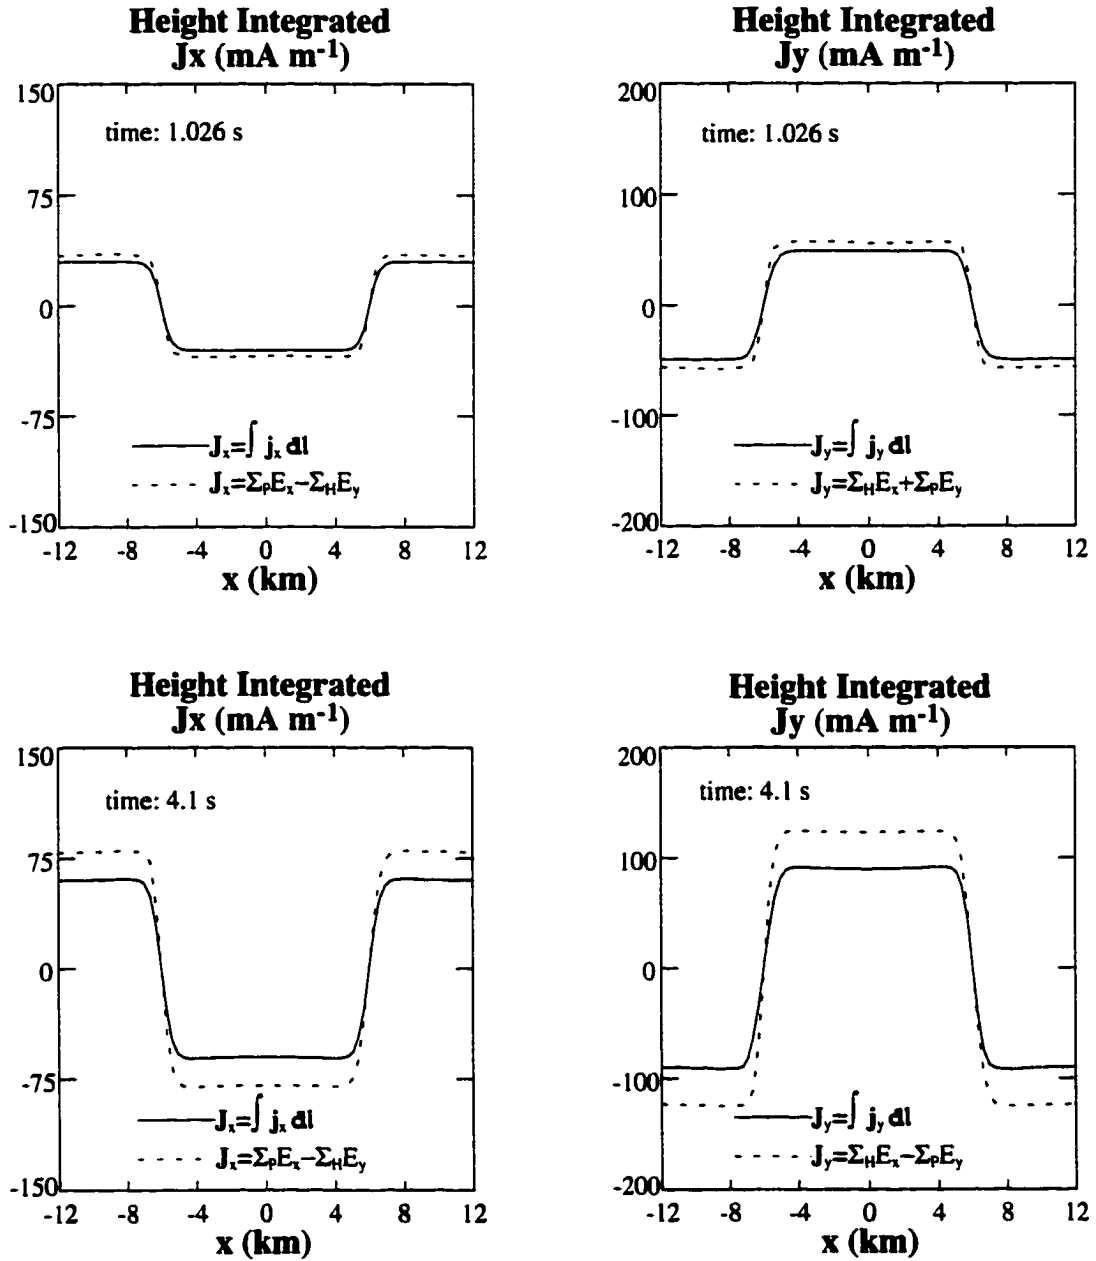 Height Integrated
Jx (mA m-1)
150
75
0
-75
-150
time: 1.026 s
Jx=∫ jx dl
Jx=ΣPEx−ΣHEy
-12 -8 -4 0 4 8 12
x (km)
Height Integrated
Jy (mA m-1)
200
100
0
-100
-200
time: 1.026 s
Jy=∫ jy dl
Jy=ΣHEx+ΣPEy
-12 -8 -4 0 4 8 12
x (km)
Height Integrated
Jx (mA m-1)
150
75
0
-75
-150
time: 4.1 s
Jx=∫ jx dl
Jx=ΣPEx−ΣHEy
-12 -8 -4 0 4 8 12
x (km)
Height Integrated
Jy (mA m-1)
200
100
0
-100
-200
time: 4.1 s
Jy=∫ jy dl
Jy=ΣHEx−ΣPEy
-12 -8 -4 0 4 8 12
x (km)